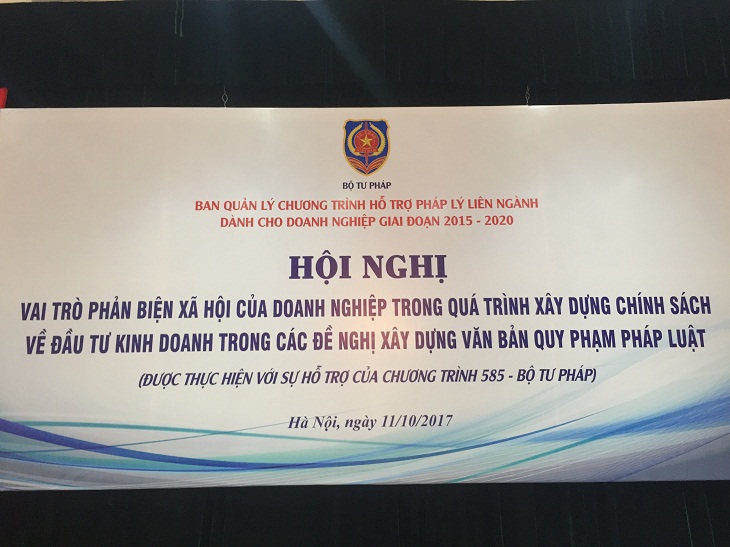 BỘ TƯ PHÁP
BAN QUẢN LÝ CHƯƠNG TRÌNH HỖ TRỢ PHÁP LÝ LIÊN NGÀNH
DÀNH CHO DOANH NGHIỆP GIAI ĐOẠN 2015 - 2020
HỘI NGHỊ
VAI TRÒ PHẢN BIỆN XÃ HỘI CỦA DOANH NGHIỆP TRONG QUÁ TRÌNH XÂY DỰNG CHÍNH SÁCH
VỀ ĐẦU TƯ KINH DOANH TRONG CÁC ĐỀ NGHỊ XÂY DỰNG VĂN BẢN QUY PHẠM PHÁP LUẬT
(ĐƯỢC THỰC HIỆN VỚI SỰ HỖ TRỢ CỦA CHƯƠNG TRÌNH 585 - BỘ TƯ PHÁP)
Hà Nội, ngày 11/10/2017